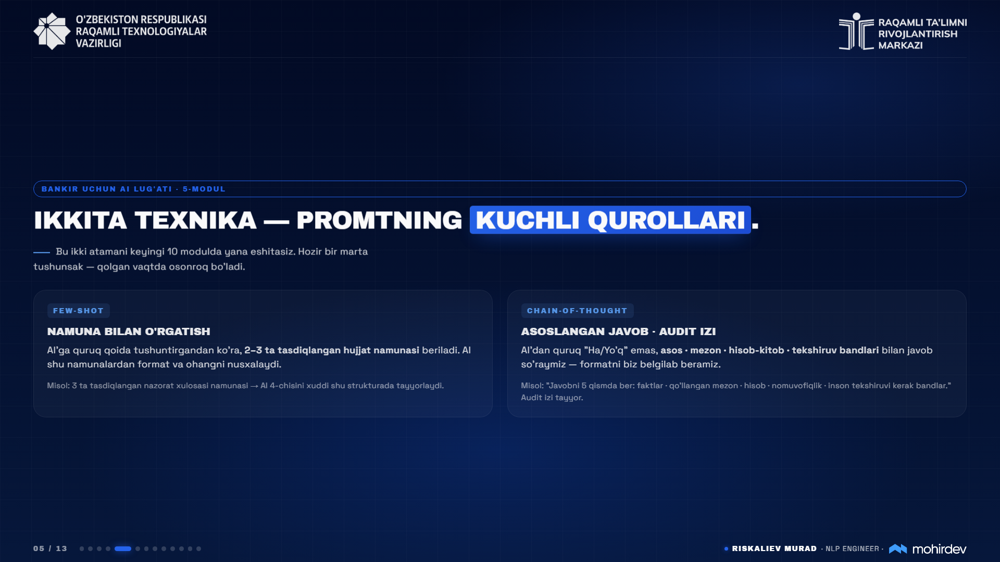 O'ZBEKISTON RESPUBLIKASI
RAQAMLI TEXNOLOGIYALAR
VAZIRLIGI
RAQAMLI TA'LIMNI
RIVOJLANTIRISH
MARKAZI
BANKIR UCHUN AI LUG'ATI · 5-MODUL
IKKITA TEXNIKA — PROMTNING KUCHLI QUROLLARI.
Bu ikki atamani keyingi 10 modulda yana eshitasiz. Hozir bir marta
tushunsak — qolgan vaqtda osonroq bo'ladi.
FEW-SHOT
NAMUNA BILAN O'RGATISH
AI'ga quruq qoida tushuntirgandan ko'ra, 2–3 ta tasdiqlangan hujjat namunasi beriladi. AI
shu namunalardan format va ohangni nusxalaydi.
Misol: 3 ta tasdiqlangan nazorat xulosasi namunasi → AI 4-chisini xuddi shu strukturada tayyorlaydi.
CHAIN-OF-THOUGHT
ASOSLANGAN JAVOB · AUDIT IZI
AI'dan quruq "Ha/Yo'q" emas, asos · mezon · hisob-kitob · tekshiruv bandlari bilan javob
so'raymiz — formatni biz belgilab beramiz.
Misol: "Javobni 5 qismda ber: faktlar · qo'llangan mezon · hisob · nomuvofiqlik · inson tekshiruvi kerak bandlar."
Audit izi tayyor.
05 / 13
RISKALIEV MURAD · NLP ENGINEER · mohirdev